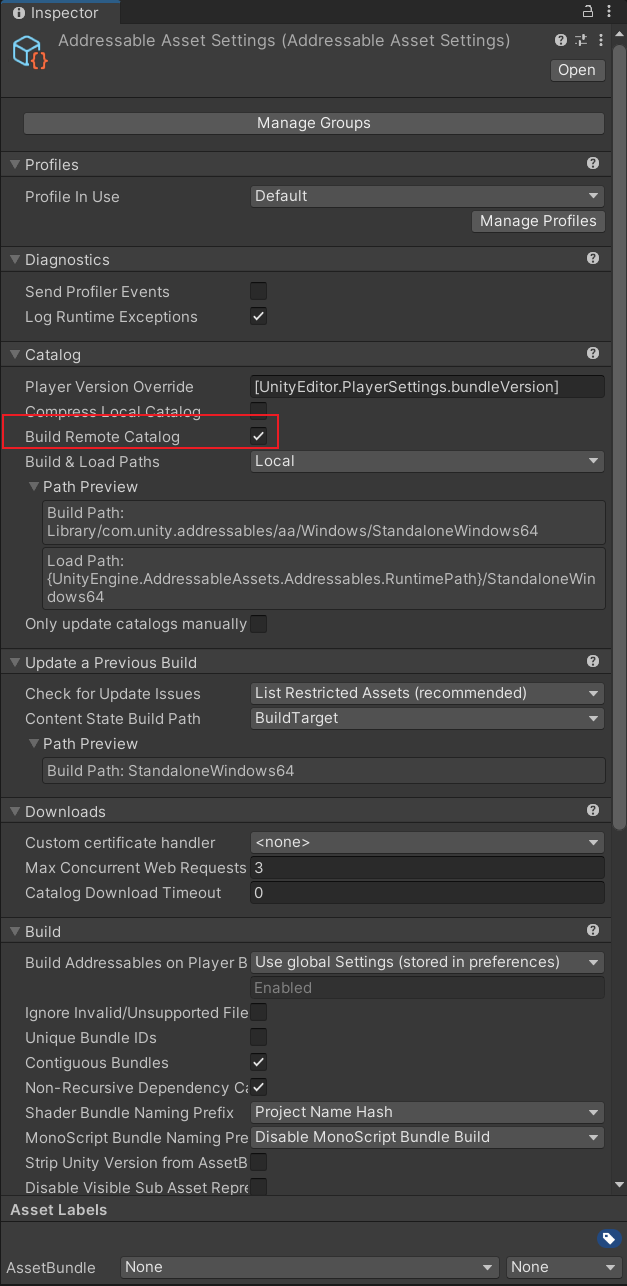 Inspector
Addressable Asset Settings (Addressable Asset Settings)
Open
Manage Groups
Profiles
Profile In Use Default
Manage Profiles
Diagnostics
Send Profiler Events
Log Runtime Exceptions
Catalog
Player Version Override [UnityEditor.PlayerSettings.bundleVersion]
Compress Local Catalog
Build Remote Catalog
Build & Load Paths Local
Path Preview
Build Path:
Library/com.unity.addressables/aa/Windows/StandaloneWindows64
Load Path:
{UnityEngine.AddressableAssets.Addressables.RuntimePath}/StandaloneWin
dows64
Only update catalogs manually
Update a Previous Build
Check for Update Issues List Restricted Assets (recommended)
Content State Build Path BuildTarget
Path Preview
Build Path: StandaloneWindows64
Downloads
Custom certificate handler <none>
Max Concurrent Web Requests 3
Catalog Download Timeout 0
Build
Build Addressables on Player B Use global Settings (stored in preferences)
Enabled
Ignore Invalid/Unsupported File
Unique Bundle IDs
Contiguous Bundles
Non-Recursive Dependency Ca
Shader Bundle Naming Prefix Project Name Hash
MonoScript Bundle Naming Pre Disable MonoScript Bundle Build
Strip Unity Version from AssetB
Disable Visible Sub Asset Repre
Asset Labels
AssetBundle None None